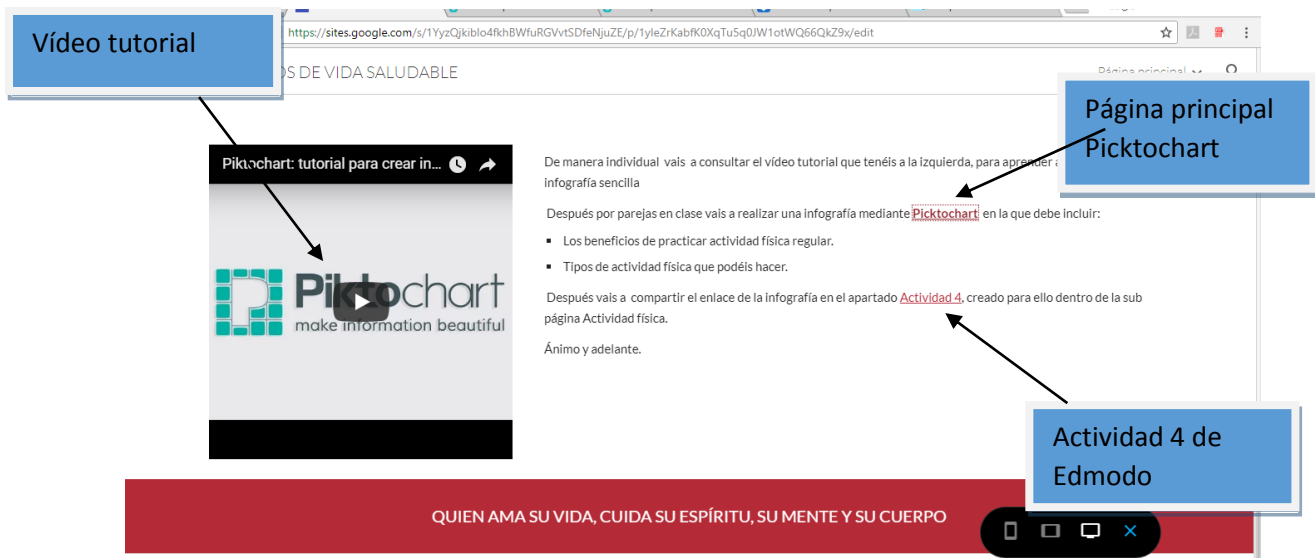 Vídeo tutorial
https://sites.google.com/s/1YyzQjkiblo4fkhBWfuRGVvtSDfeNjuZE/p/1yleZrKabfK0XqTu5q0JW1otWQ66QkZ9x/edit
OS DE VIDA SALUDABLE
Página principal
Página principal
Picktochart
Piktochart: tutorial para crear in...
De manera individual vais a consultar el vídeo tutorial que tenéis a la izquierda, para aprender a
infografía sencilla
Después por parejas en clase vais a realizar una infografía mediante Picktochart en la que debe incluir:
▪ Los beneficios de practicar actividad física regular.
▪ Tipos de actividad física que podéis hacer.
Piktochart
make information beautiful
Después vais a compartir el enlace de la infografía en el apartado Actividad 4, creado para ello dentro de la sub
página Actividad física.
Ánimo y adelante.
Actividad 4 de
Edmodo
QUIEN AMA SU VIDA, CUIDA SU ESPÍRITU, SU MENTE Y SU CUERPO